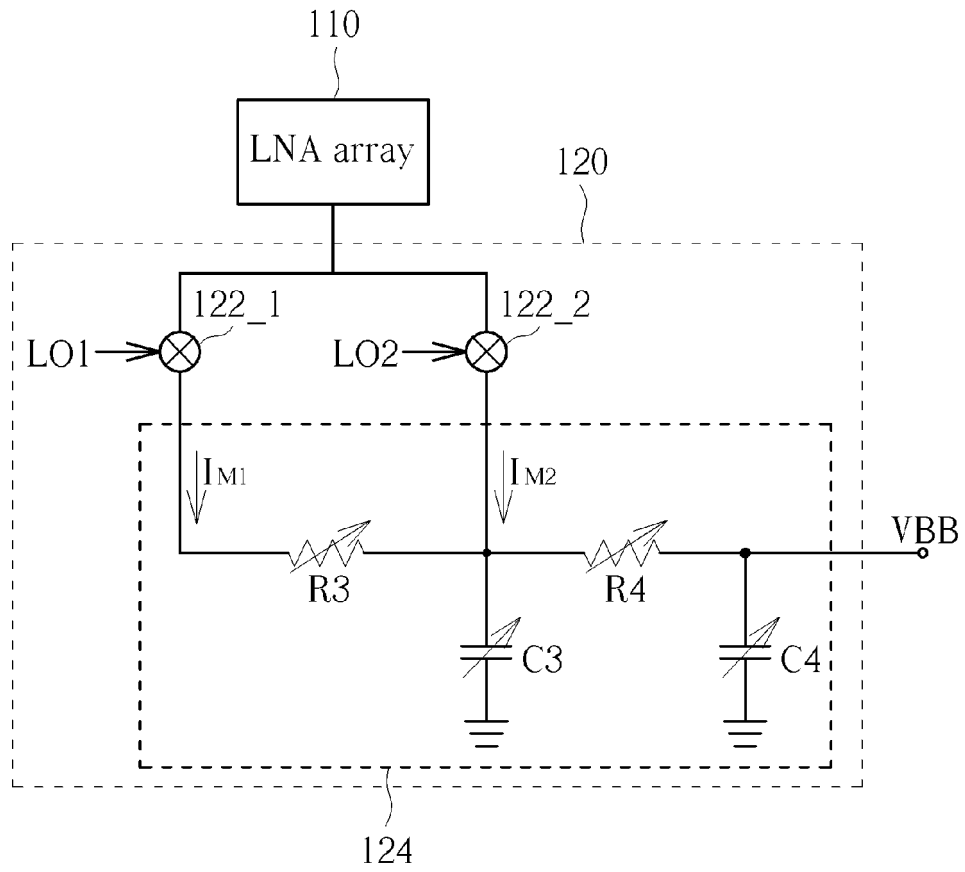 110
LNA array
120
122_1
122_2
LO1
LO2
IM1
IM2
VBB
R3
R4
C3
C4
124